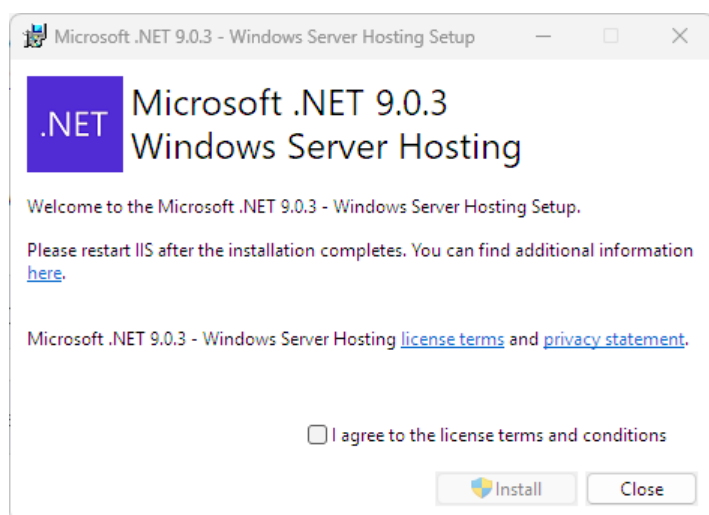 Microsoft .NET 9.0.3 - Windows Server Hosting Setup
.NET
Microsoft .NET 9.0.3
Windows Server Hosting
Welcome to the Microsoft .NET 9.0.3 - Windows Server Hosting Setup.
Please restart IIS after the installation completes. You can find additional information
here.
Microsoft .NET 9.0.3 - Windows Server Hosting license terms and privacy statement.
I agree to the license terms and conditions
Install
Close